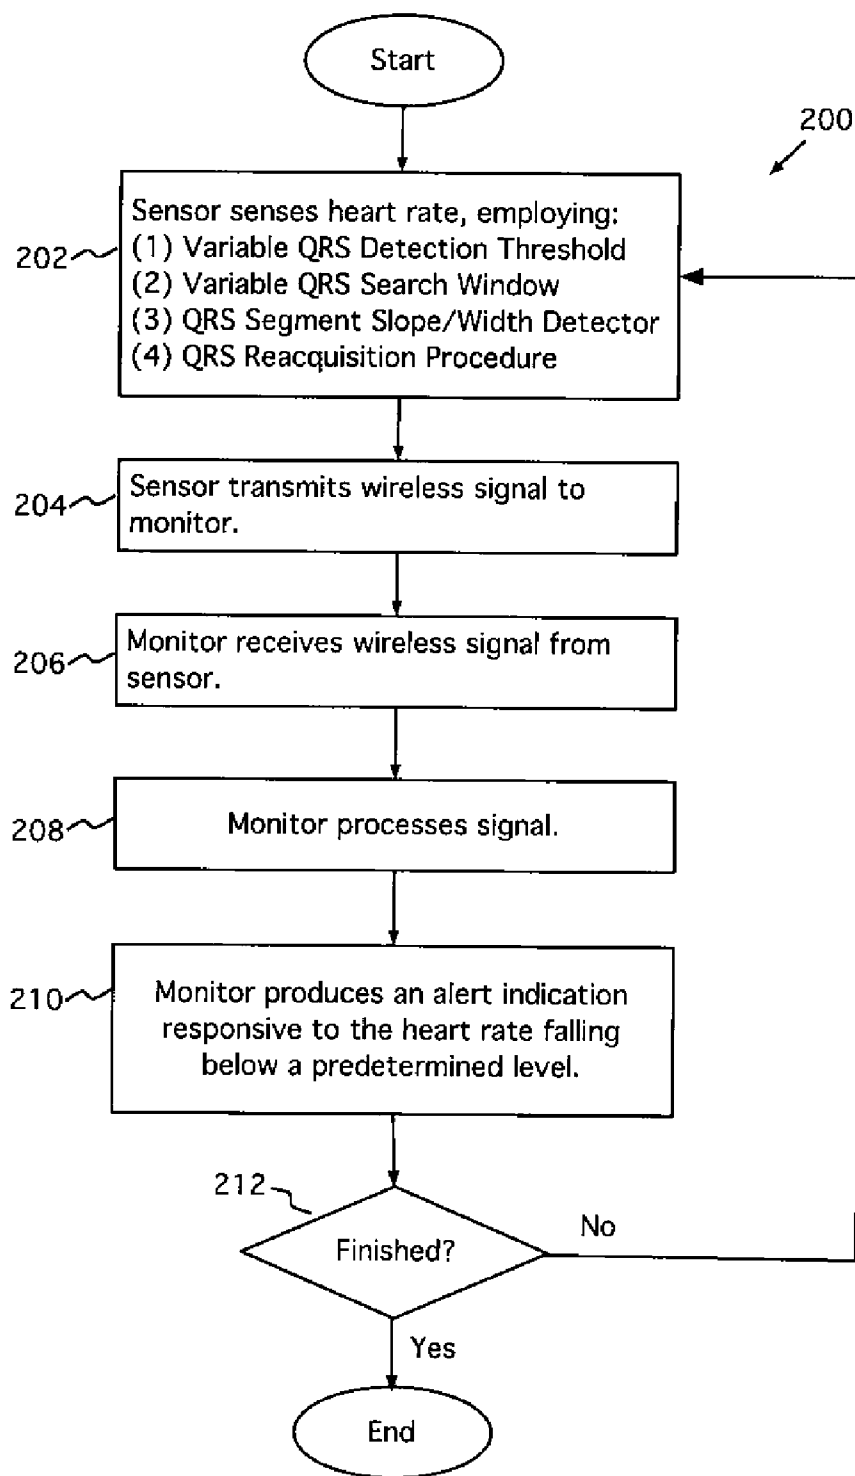 Start
200
202
Sensor senses heart rate, employing:
(1) Variable QRS Detection Threshold
(2) Variable QRS Search Window
(3) QRS Segment Slope/Width Detector
(4) QRS Reacquisition Procedure
204
Sensor transmits wireless signal to
monitor.
206
Monitor receives wireless signal from
sensor.
208
Monitor processes signal.
210
Monitor produces an alert indication
responsive to the heart rate falling
below a predetermined level.
212
Finished?
No
Yes
End